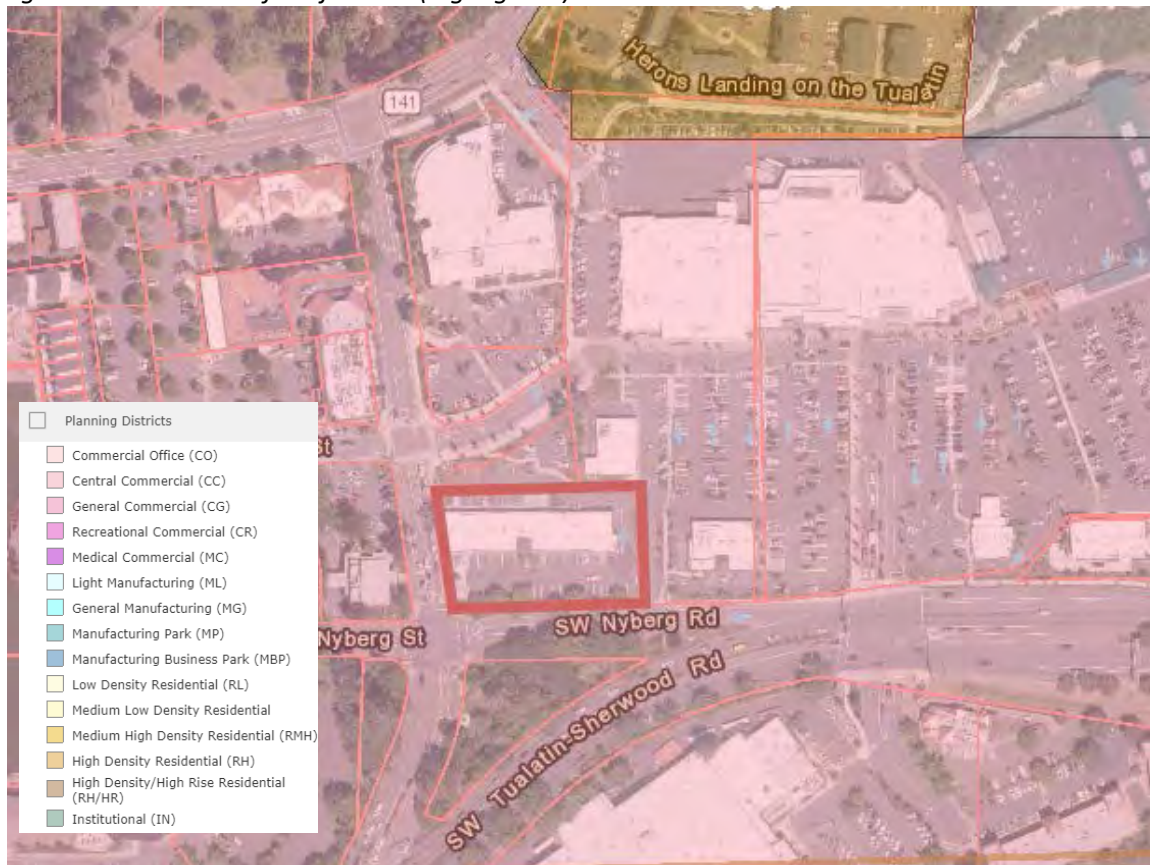 Herons Landing on the Tualatin
141
Planning Districts
Commercial Office (CO)
Central Commercial (CC)
General Commercial (CG)
Recreational Commercial (CR)
Medical Commercial (MC)
Light Manufacturing (ML)
General Manufacturing (MG)
Manufacturing Park (MP)
Manufacturing Business Park (MBP)
Low Density Residential (RL)
Medium Low Density Residential
Medium High Density Residential (RMH)
High Density Residential (RH)
High Density/High Rise Residential
(RH/HR)
Institutional (IN)
St
Nyberg St
SW Nyberg Rd
SW Tualatin-Sherwood Rd